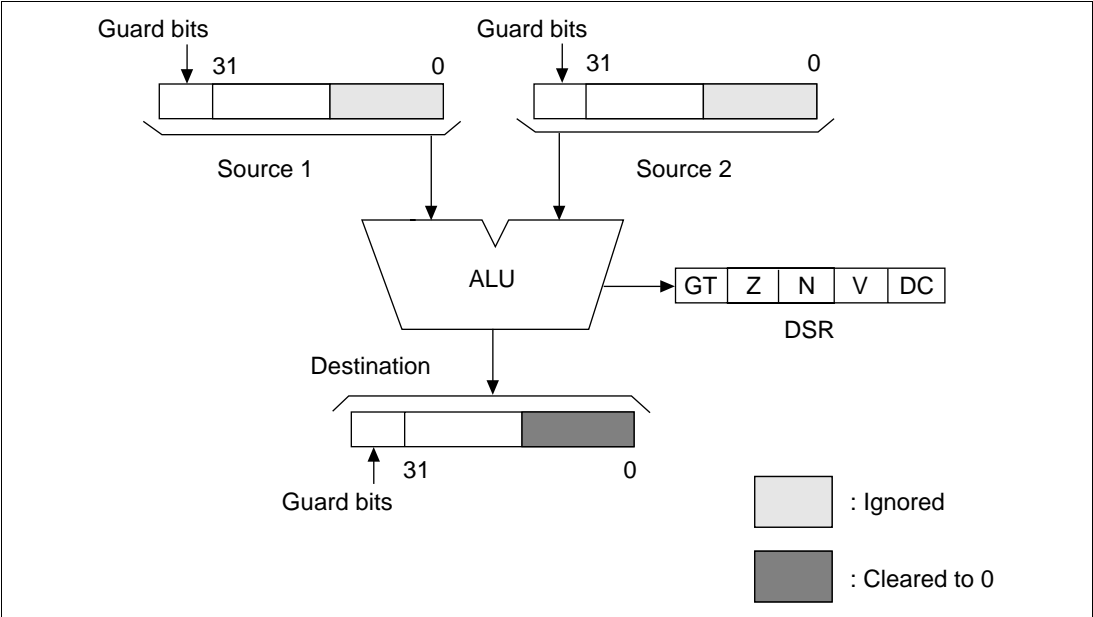 Guard bits
Guard bits
31 0
31 0
Source 1
Source 2
ALU
GT Z N V DC
DSR
Destination
31 0
Guard bits
: Ignored
: Cleared to 0